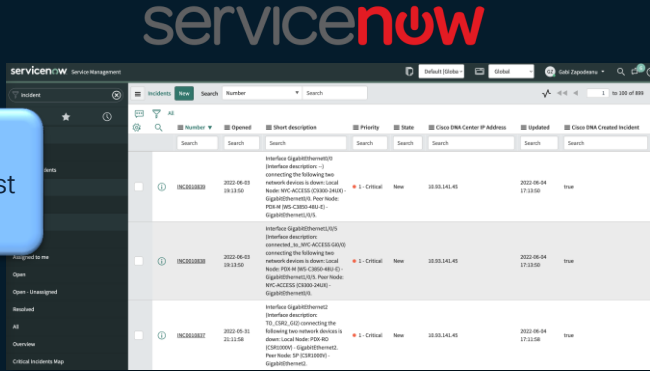 servicenow
servicenow Service Management
Default (Globa
Global
GZ Gabi Zapodeanu
incident
Incidents New Search Number Search
1 to 100 of 899
All
Number Opened Short description Priority State Cisco DNA Center IP Address Updated Cisco DNA Created Incident
Search Search Search Search Search Search Search Search
st
lients
Assigned to me
Open
Open - Unassigned
Resolved
All
Overview
Critical Incidents Map
Interface GigabitEthernet0/0
(Interface description: --)
connecting the following two
network devices is down: Local
Node: NYC-ACCESS (C9300-24UX) -
GigabitEthernet0/0. Peer Node:
PDX-M (WS-C3850-48U-E) -
GigabitEthernet1/0/5.
INC0010839 2022-06-03 19:13:50 1 - Critical New 10.93.141.45 2022-06-04 17:13:50 true
Interface GigabitEthernet1/0/5
(Interface description:
connected_to_NYC-ACCESS Gi0/0)
connecting the following two
network devices is down: Local
Node: PDX-M (WS-C3850-48U-E) -
GigabitEthernet1/0/5. Peer Node:
NYC-ACCESS (C9300-24UX) -
GigabitEthernet0/0.
INC0010838 2022-06-03 19:13:50 1 - Critical New 10.93.141.45 2022-06-04 17:13:50 true
Interface GigabitEthernet2
(Interface description:
TO_CSR2_Gi2) connecting the
following two network devices is
down: Local Node: PDX-RO
(CSR1000V) - GigabitEthernet2.
Peer Node: SP (CSR1000V) -
GigabitEthernet2.
INC0010837 2022-05-31 21:11:58 1 - Critical New 10.93.141.45 2022-06-04 17:11:58 true